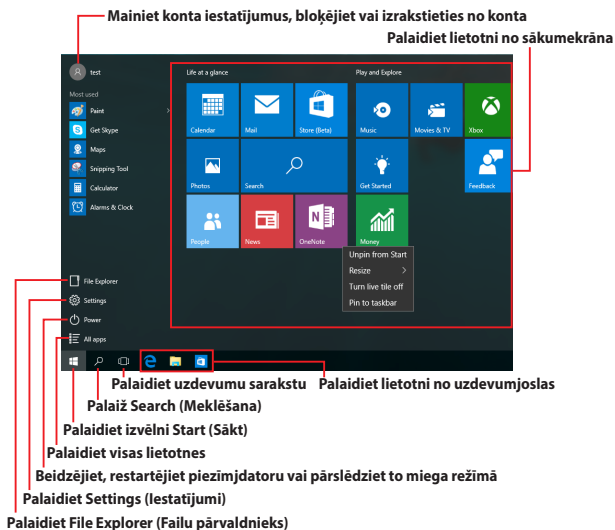 Mainiet konta iestatījumus, bloķējiet vai izrakstieties no konta
Palaidiet lietotni no sākumekrāna
test
Life at a glance
Play and Explore
Most used
Paint
Get Skype
Maps
Snipping Tool
Calculator
Alarms & Clock
Calendar
Mail
Store (Beta)
Music
Movies & TV
Xbox
Photos
Search
Get Started
Feedback
People
News
OneNote
Money
Unpin from Start
Resize
Turn live tile off
Pin to taskbar
File Explorer
Settings
Power
All apps
Palaidiet uzdevumu sarakstu
Palaidiet lietotni no uzdevumjoslas
Palaiž Search (Meklēšana)
Palaidiet izvēlni Start (Sākt)
Palaidiet visas lietotnes
Beidzējiet, restartējiet piezīmjdatoru vai pārslēdziet to miega režīmā
Palaidiet Settings (Iestatījumi)
Palaidiet File Explorer (Failu pārvaldnieks)